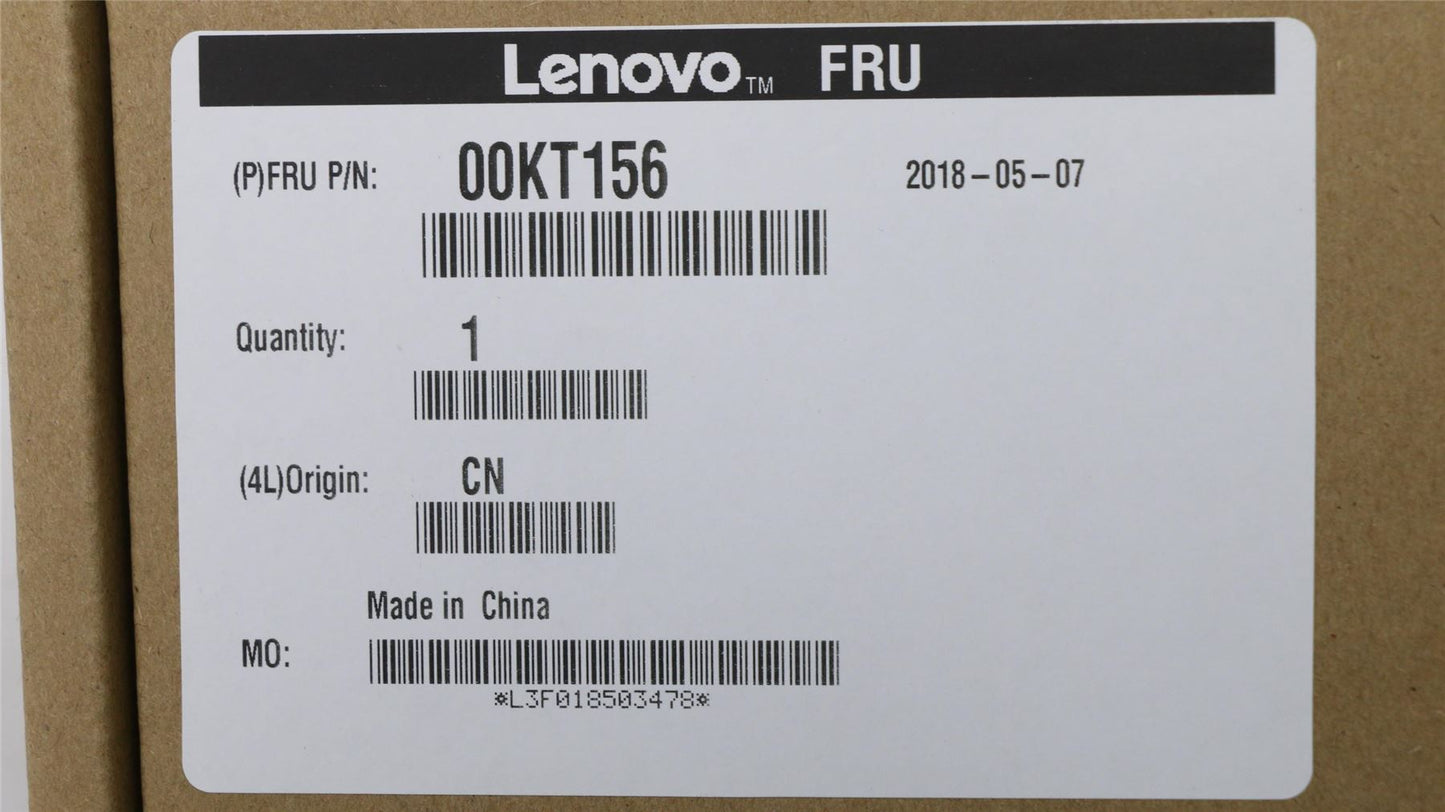 Lenovo™ FRU
(P)FRU P/N: 00KT156 2018-05-07
Quantity: 1
(4L)Origin: CN
Made in China
MO:
*L3F018503478*